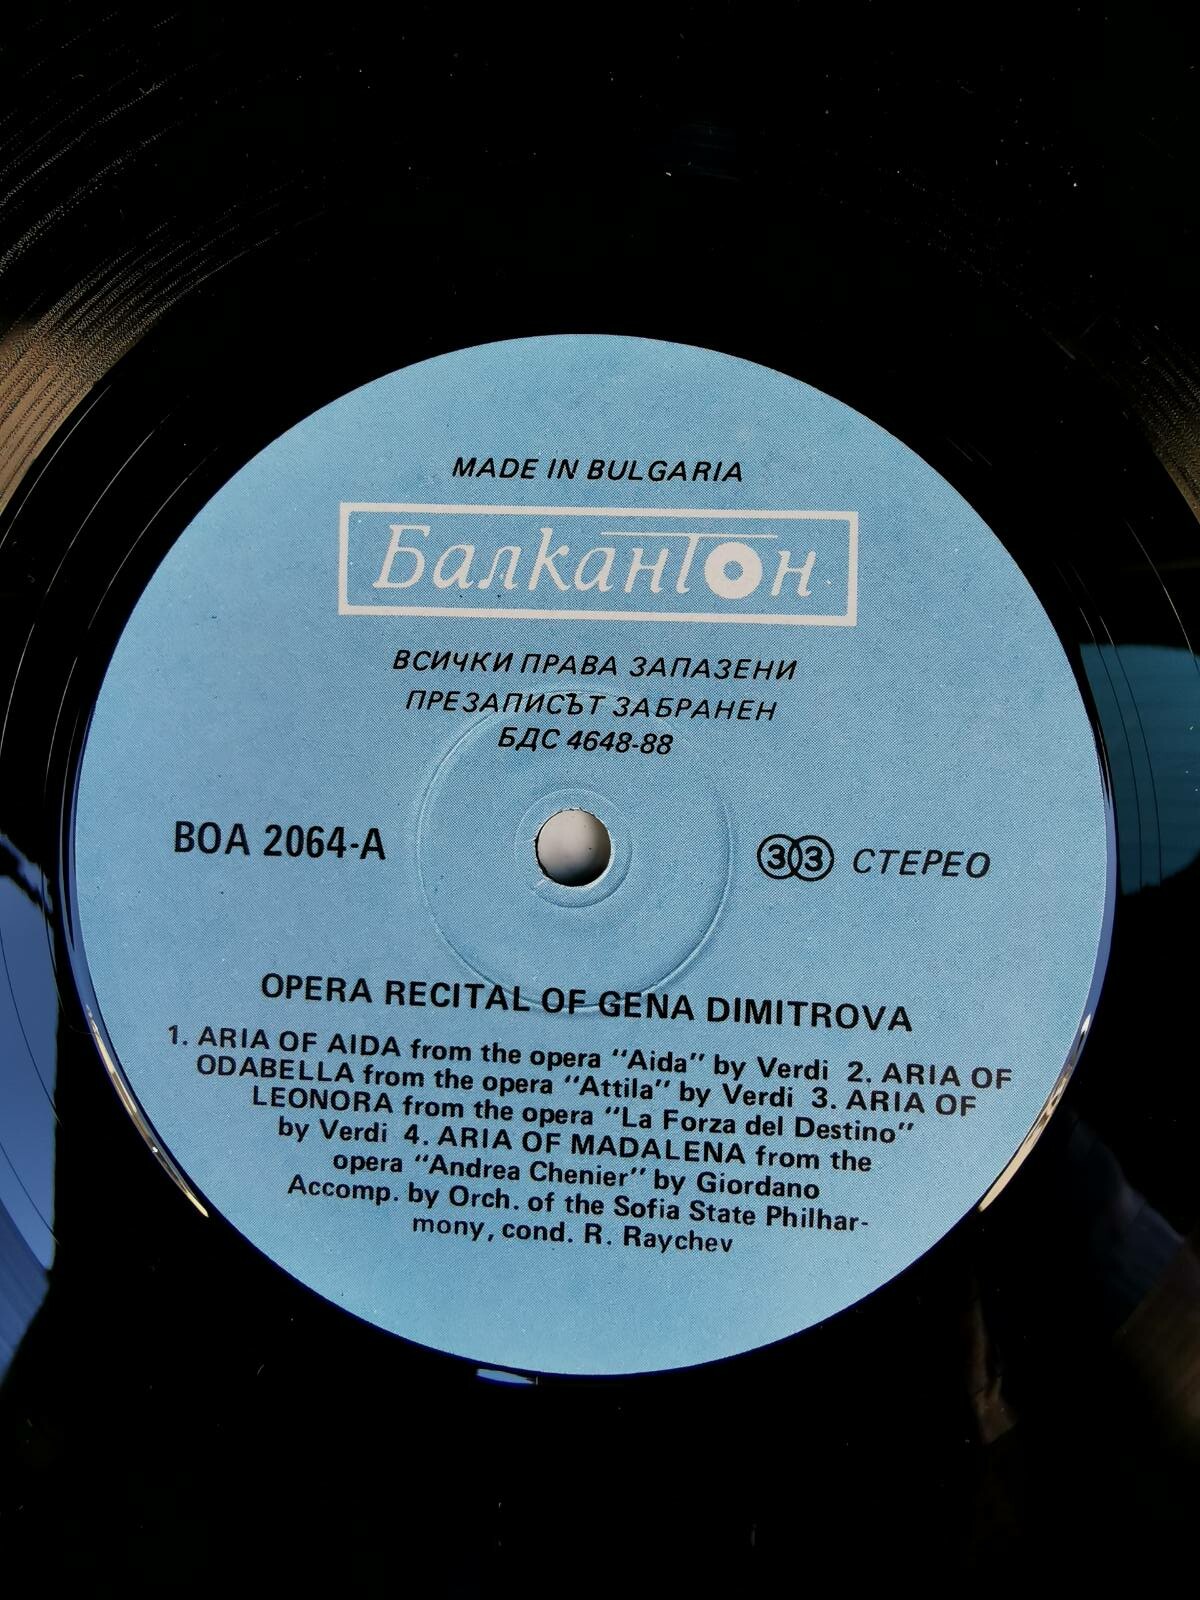 MADE IN BULGARIA
Балкантон
ВСИЧКИ ПРАВА ЗАПАЗЕНИ
ПРЕЗАПИСЪТ ЗАБРАНЕН
БДС 4648-88
ВОА 2064-А
33 СТЕРЕО
OPERA RECITAL OF GENA DIMITROVA
1. ARIA OF AIDA from the opera "Aida" by Verdi 2. ARIA OF
ODABELLA from the opera "Attila" by Verdi 3. ARIA OF
LEONORA from the opera "La Forza del Destino"
by Verdi 4. ARIA OF MADALENA from the
opera "Andrea Chenier" by Giordano
Accomp. by Orch. of the Sofia State Philhar-
mony, cond. R. Raychev